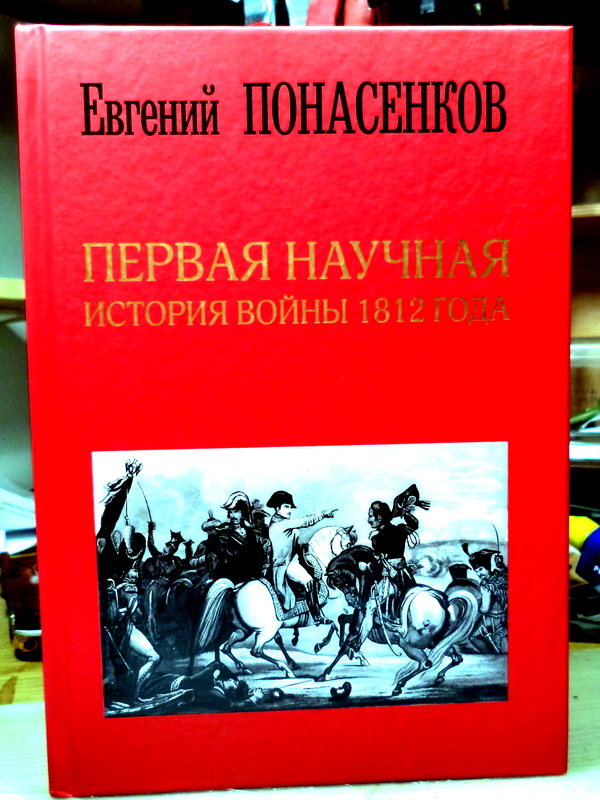 Евгений ПОНАСЕНКОВ
ПЕРВАЯ НАУЧНАЯ
ИСТОРИЯ ВОЙНЫ 1812 ГОДА